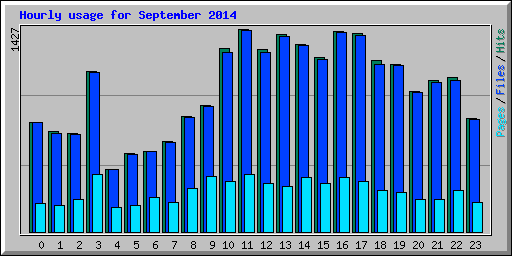 Hourly usage for September 2014
1427
Pages/Files/Hits
0 1 2 3 4 5 6 7 8 9 10 11 12 13 14 15 16 17 18 19 20 21 22 23